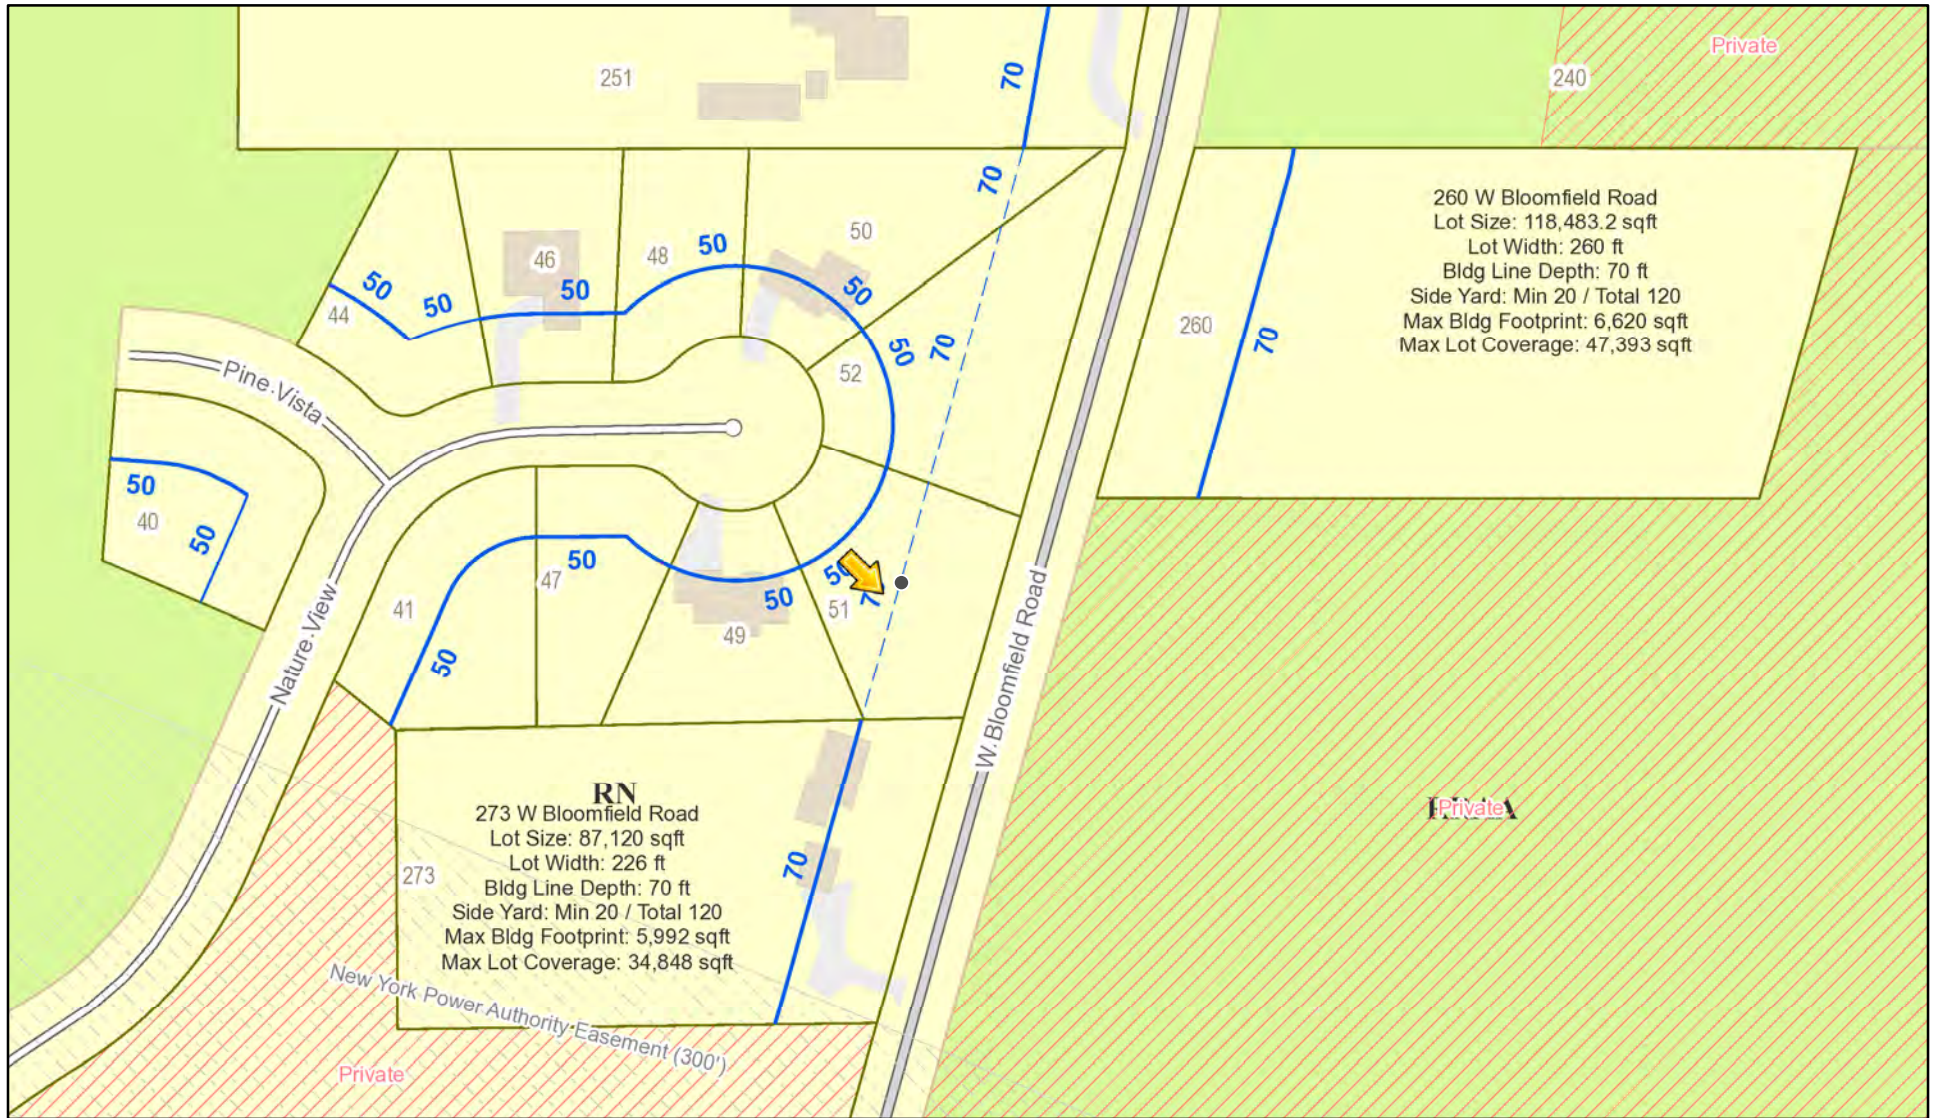 Private
240
251
70
70
260 W Bloomfield Road
Lot Size: 118,483.2 sqft
Lot Width: 260 ft
Bldg Line Depth: 70 ft
Side Yard: Min 20 / Total 120
Max Bldg Footprint: 6,620 sqft
Max Lot Coverage: 47,393 sqft
50
50
48
46
50
50
50
50
44
260
70
50
70
52
Pine Vista
50
40
50
50
47
50
51
70
50
41
49
50
Nature View
W Bloomfield Road
RN
273 W Bloomfield Road
Lot Size: 87,120 sqft
Lot Width: 226 ft
Bldg Line Depth: 70 ft
Side Yard: Min 20 / Total 120
Max Bldg Footprint: 5,992 sqft
Max Lot Coverage: 34,848 sqft
273
70
Private
New York Power Authority Easement (300')
Private